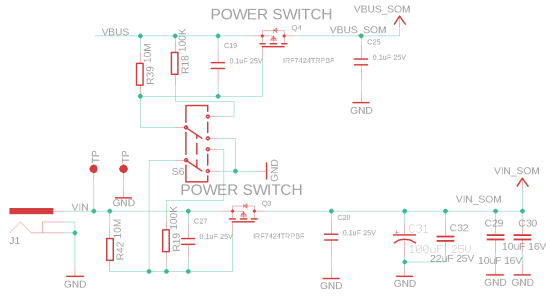 POWER SWITCH
VBUS_SOM
VBUS
Q4
VBUS_SOM
R39 10M
R18 100K
C19
0.1uF 25V
IRF7424TRPBF
C25
0.1uF 25V
GND
S6
GND
TP
TP
GND
POWER SWITCH
VIN_SOM
VIN
Q3
VIN_SOM
J1
R42 10M
R19 100K
C27
0.1uF 25V
IRF7424TRPBF
C28
0.1uF 25V
C31
100uF 25V
C32
22uF 25V
C29
10uF 16V
C30
10uF 16V
GND
GND
GND
GND
GND